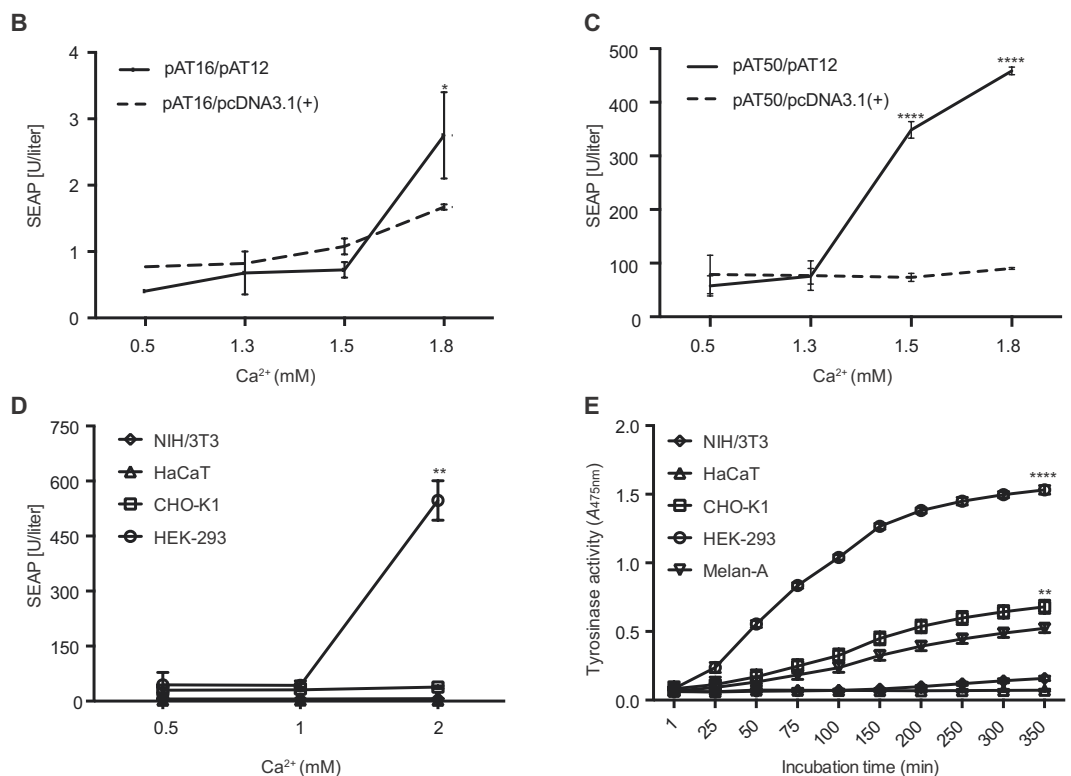 B
4
3
2
1
0
SEAP [U/liter]
pAT16/pAT12
pAT16/pcDNA3.1(+)
*
0.5 1.3 1.5 1.8
Ca²⁺ (mM)
C
500
400
300
200
100
0
SEAP [U/liter]
pAT50/pAT12
pAT50/pcDNA3.1(+)
****
****
0.5 1.3 1.5 1.8
Ca²⁺ (mM)
D
750
600
450
300
150
0
SEAP [U/liter]
NIH/3T3
HaCaT
CHO-K1
HEK-293
**
0.5 1 2
Ca²⁺ (mM)
E
2.0
1.5
1.0
0.5
0.0
Tyrosinase activity (A475nm)
NIH/3T3
HaCaT
CHO-K1
HEK-293
Melan-A
****
**
1 25 50 75 100 150 200 250 300 350
Incubation time (min)